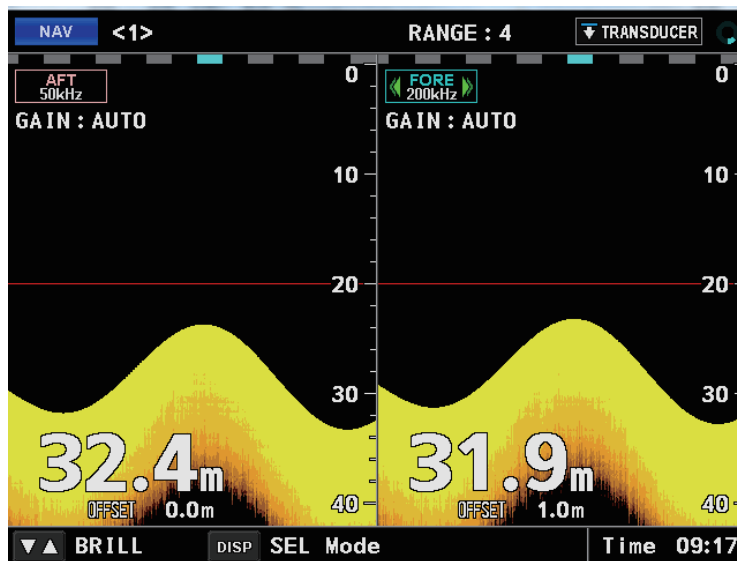 NAV <1> RANGE : 4 TRANSDUCER
AFT
50kHz
GAIN : AUTO
0
10
20
30
40
32.4m
OFFSET 0.0m
FORE
200kHz
GAIN : AUTO
0
10
20
30
40
31.9m
OFFSET 1.0m
▼▲ BRILL DISP SEL Mode Time 09:17